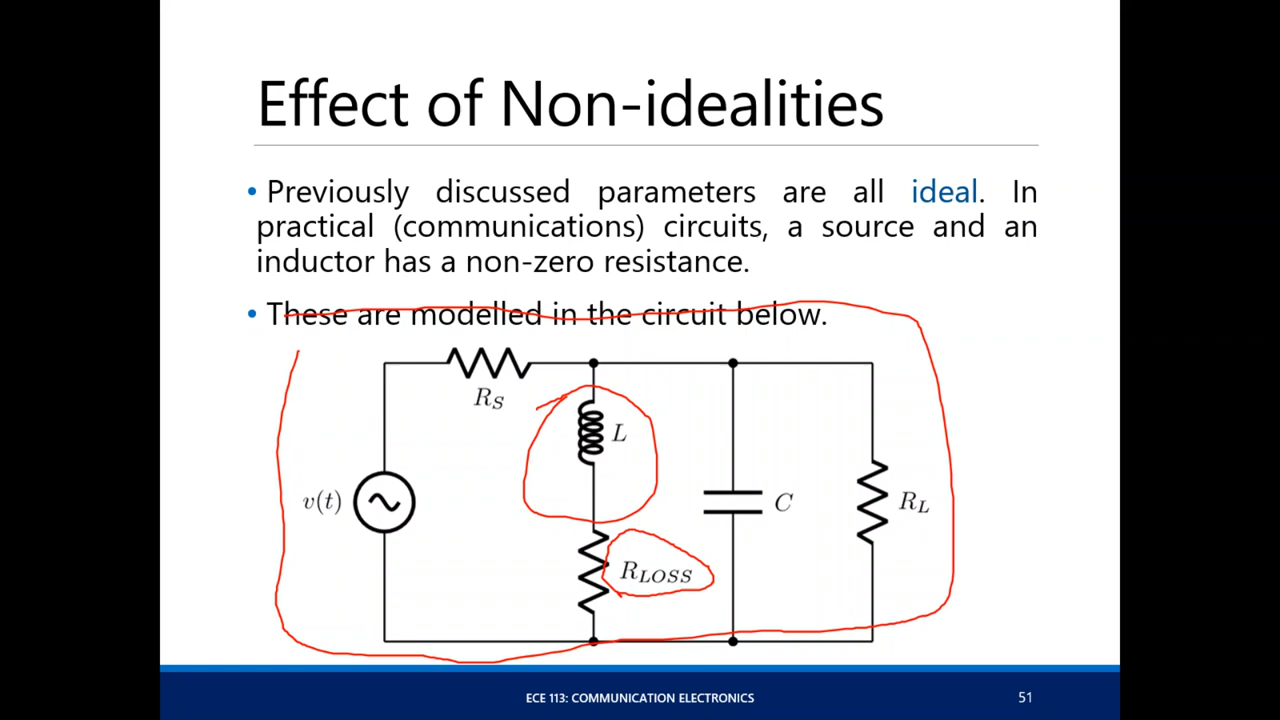 Effect of Non-idealities
• Previously discussed parameters are all ideal. In
practical (communications) circuits, a source and an
inductor has a non-zero resistance.
• These are modelled in the circuit below.
R_S
L
v(t)
C
R_L
R_LOSS
ECE 113: COMMUNICATION ELECTRONICS
51